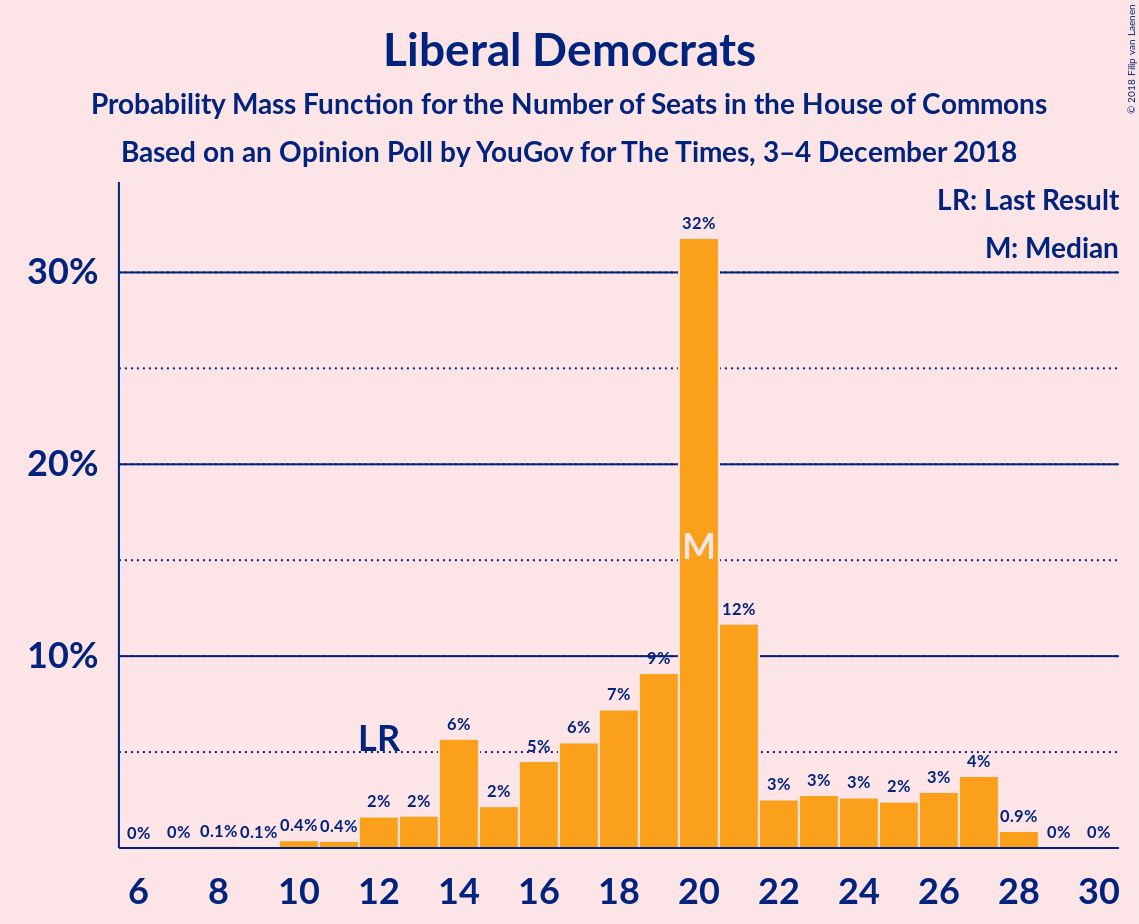 Liberal Democrats
Probability Mass Function for the Number of Seats in the House of Commons
Based on an Opinion Poll by YouGov for The Times, 3–4 December 2018
© 2018 Filip van Laenen
LR: Last Result
M: Median
30%
20%
10%
0% 0% 0.1% 0.1% 0.4% 0.4% 2% 2% 6% 2% 5% 6% 7% 9% 32% 12% 3% 3% 3% 2% 3% 4% 0.9% 0% 0%
LR
M
6 8 10 12 14 16 18 20 22 24 26 28 30